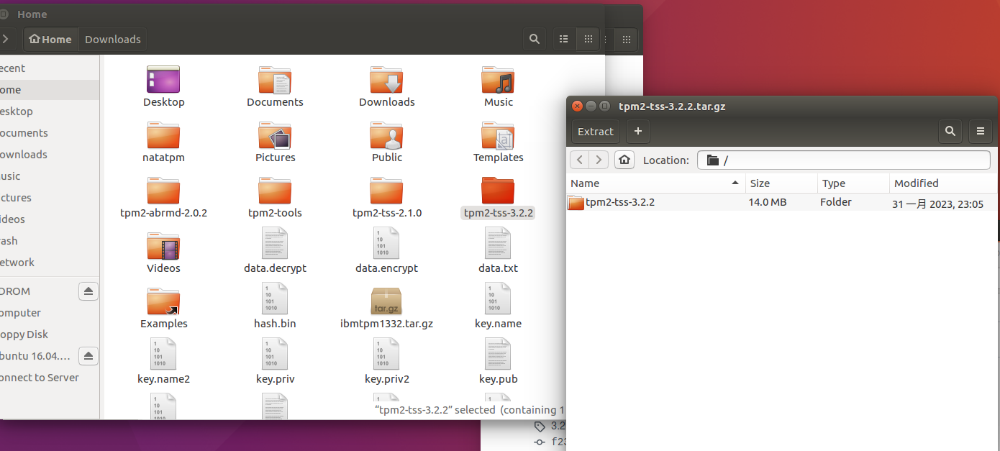 Home
Home Downloads
ecent
ome
esktop
ocuments
ownloads
usic
ctures
ideos
ash
etwork
DROM
omputer
oppy Disk
buntu 16.04....
onnect to Server
Desktop Documents Downloads Music
natatpm Pictures Public Templates
tpm2-abrmd-2.0.2 tpm2-tools tpm2-tss-2.1.0 tpm2-tss-3.2.2
Videos data.decrypt data.encrypt data.txt
Examples hash.bin ibmtpm1332.tar.gz key.name
tar.gz
key.name2 key.priv key.priv2 key.pub
“tpm2-tss-3.2.2” selected (containing 1
3.2
f23
tpm2-tss-3.2.2.tar.gz
Extract +
Location: /
Name Size Type Modified
tpm2-tss-3.2.2 14.0 MB Folder 31 一月 2023, 23:05